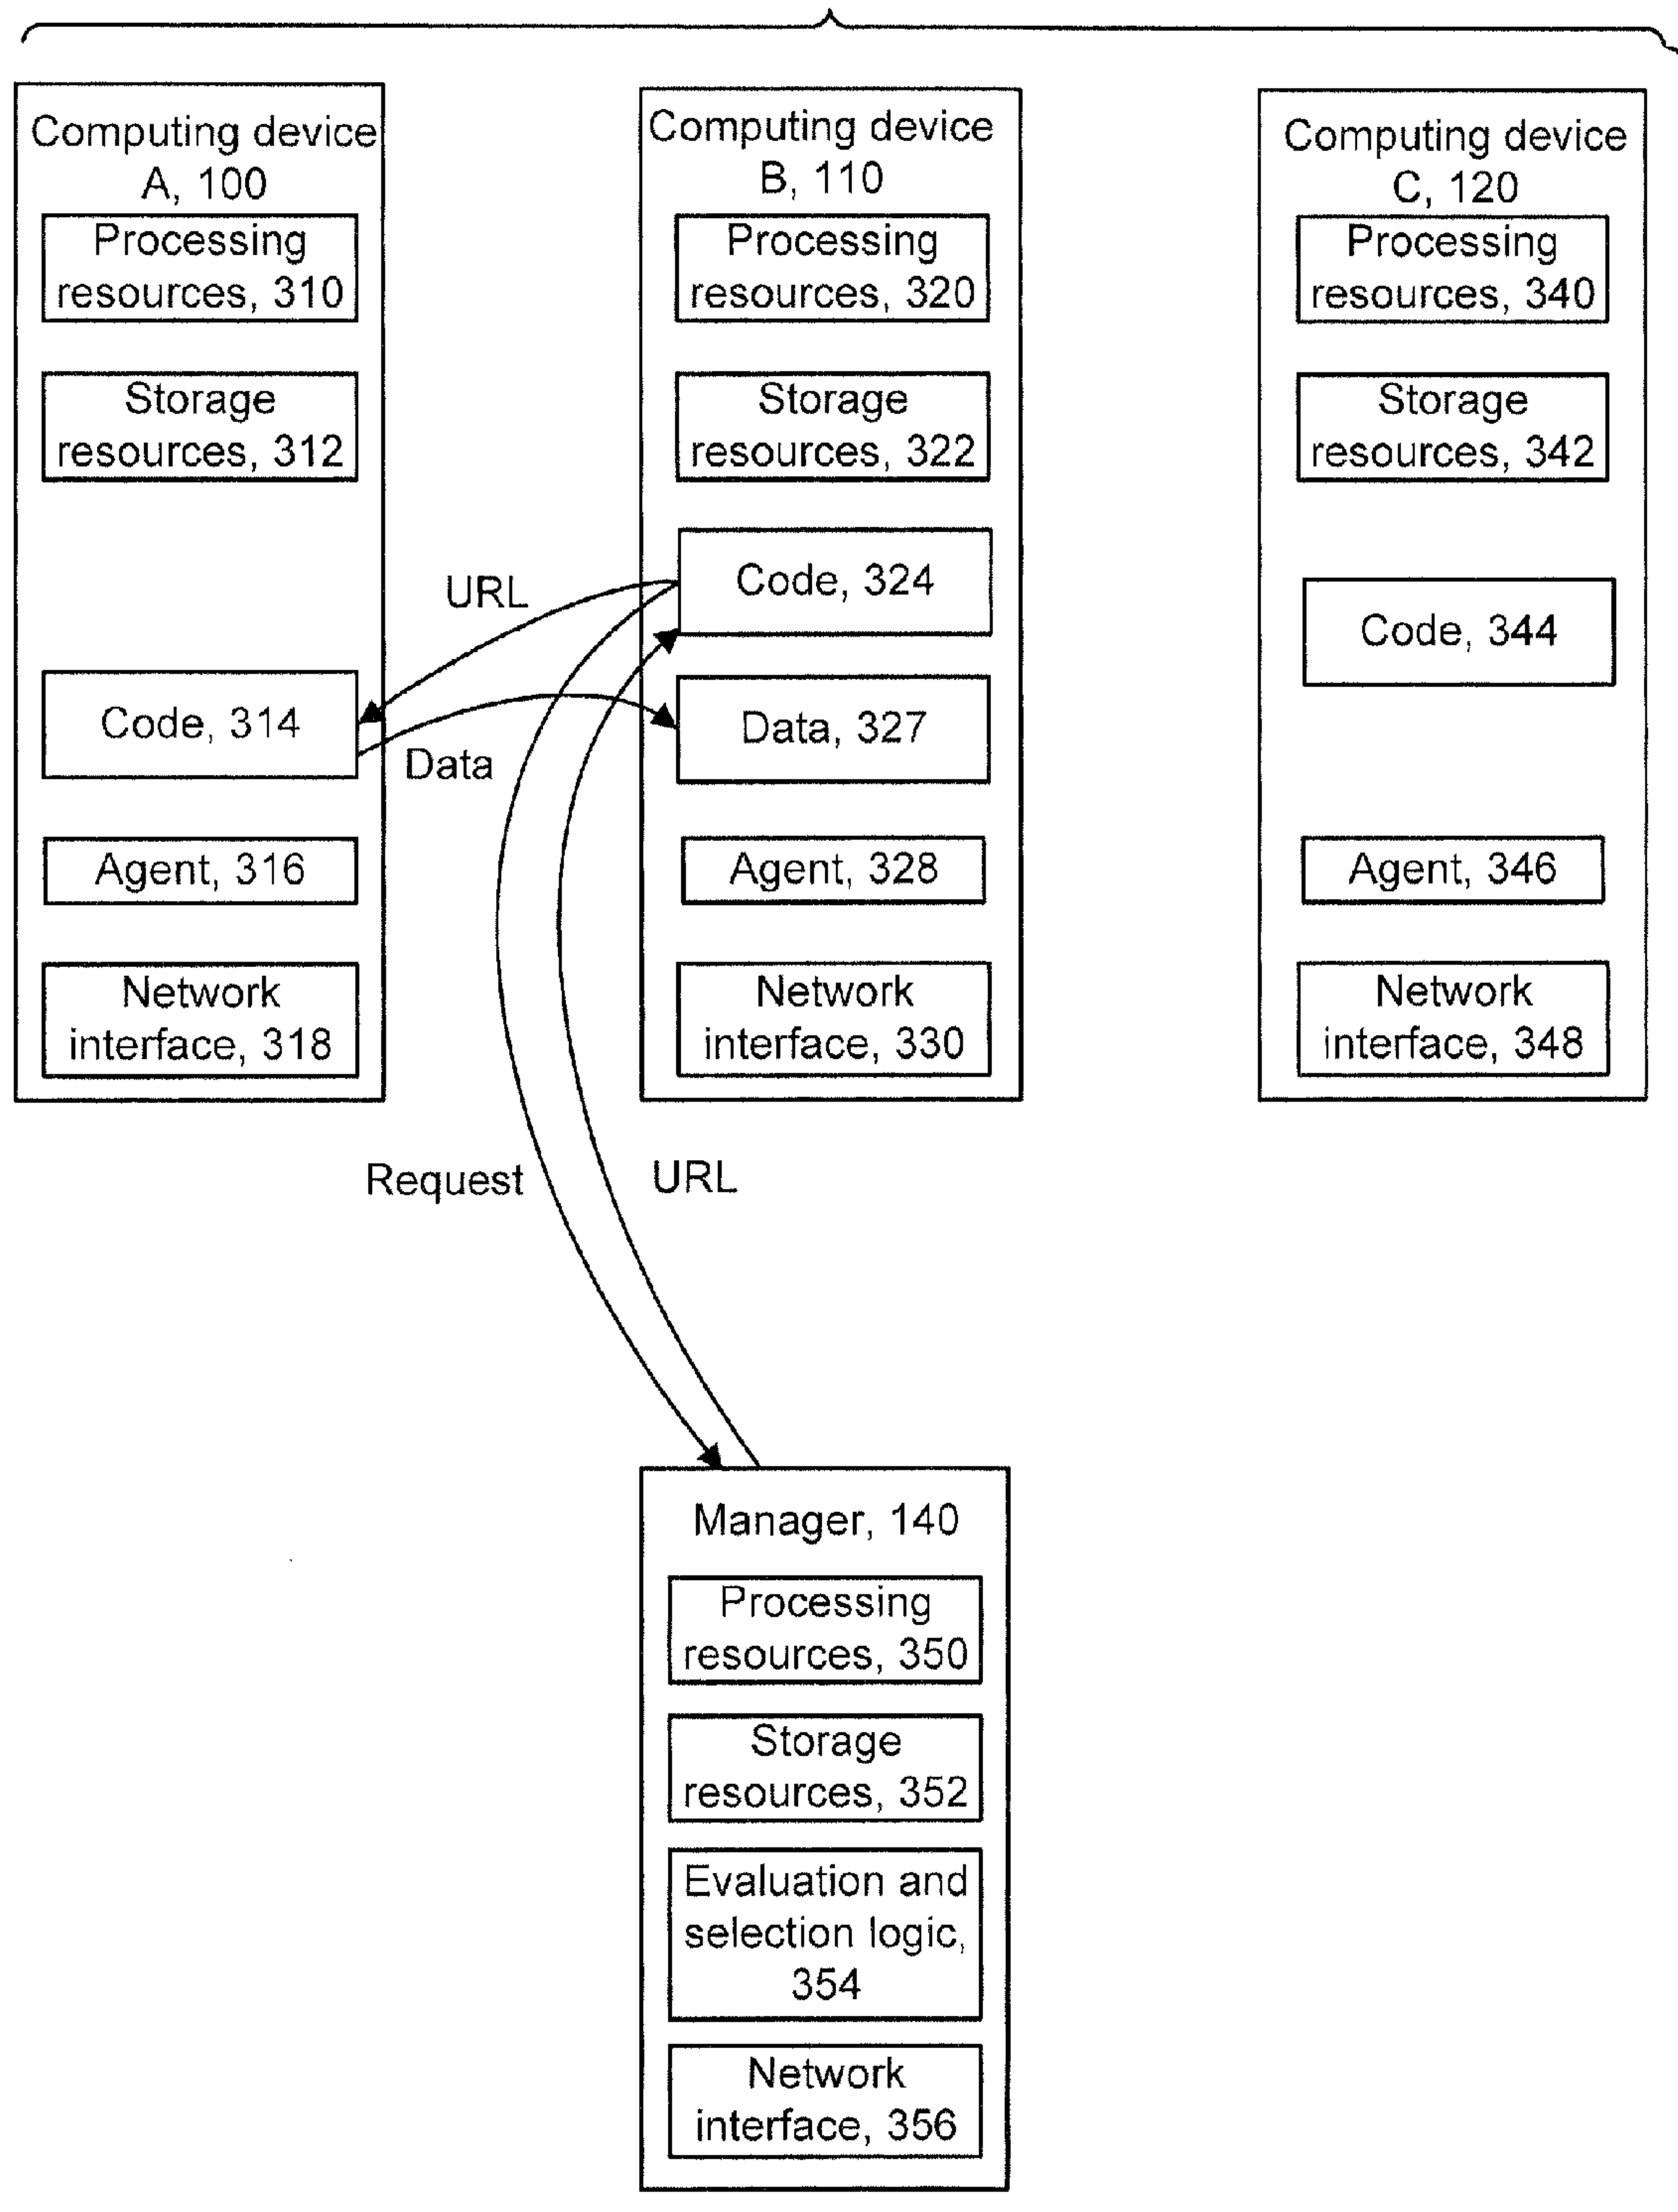 Computing device
A, 100
Processing
resources, 310
Storage
resources, 312
Code, 314
Agent, 316
Network
interface, 318
Computing device
B, 110
Processing
resources, 320
Storage
resources, 322
Code, 324
Data, 327
Agent, 328
Network
interface, 330
Computing device
C, 120
Processing
resources, 340
Storage
resources, 342
Code, 344
Agent, 346
Network
interface, 348
URL
Data
Request
URL
Manager, 140
Processing
resources, 350
Storage
resources, 352
Evaluation and
selection logic,
354
Network
interface, 356